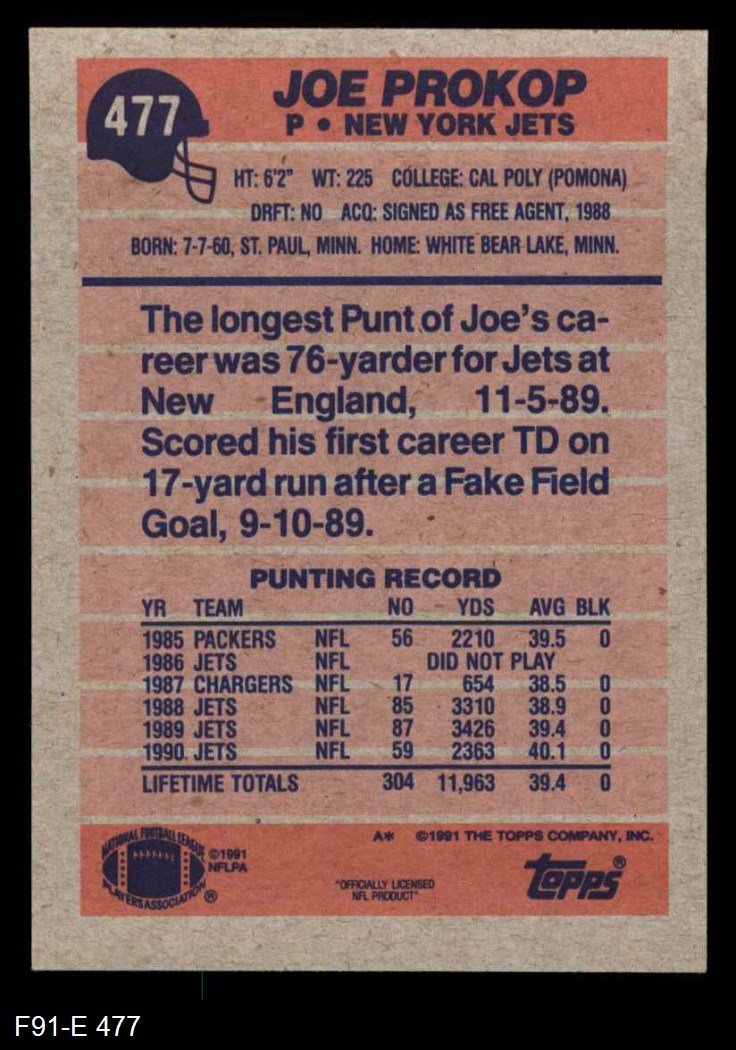 477
JOE PROKOP
P • NEW YORK JETS
HT: 6'2" WT: 225 COLLEGE: CAL POLY (POMONA)
DRFT: NO ACQ: SIGNED AS FREE AGENT, 1988
BORN: 7-7-60, ST. PAUL, MINN. HOME: WHITE BEAR LAKE, MINN.
The longest Punt of Joe's ca-
reer was 76-yarder for Jets at
New England, 11-5-89.
Scored his first career TD on
17-yard run after a Fake Field
Goal, 9-10-89.
PUNTING RECORD
YR TEAM NO YDS AVG BLK
1985 PACKERS NFL 56 2210 39.5 0
1986 JETS NFL DID NOT PLAY
1987 CHARGERS NFL 17 654 38.5 0
1988 JETS NFL 85 3310 38.9 0
1989 JETS NFL 87 3426 39.4 0
1990 JETS NFL 59 2363 40.1 0
LIFETIME TOTALS 304 11,963 39.4 0
A* ©1991 THE TOPPS COMPANY, INC.
NATIONAL FOOTBALL LEAGUE
PLAYERS ASSOCIATION ®
©1991
NFLPA
"OFFICIALLY LICENSED
NFL PRODUCT"
topps®
F91-E 477